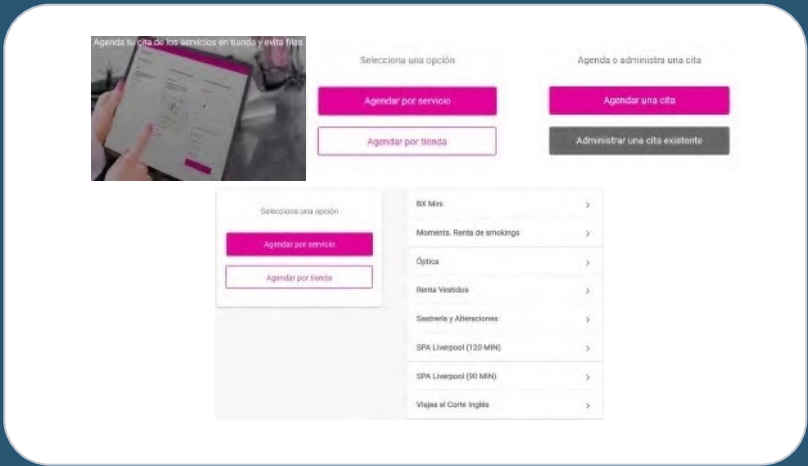 Agenda tu cita de los servicios en tienda y evita filas
Selecciona una opción
Agendar por servicio
Agendar por tienda
Agenda o administra una cita
Agendar una cita
Administrar una cita existente
Selecciona una opción
Agendar por servicio
Agendar por tienda
BX Mini
Moments. Renta de smokings
Óptica
Renta Vestidos
Sastrería y Alteraciones
SPA Liverpool (120 MIN)
SPA Liverpool (90 MIN)
Viajes el Corte Inglés